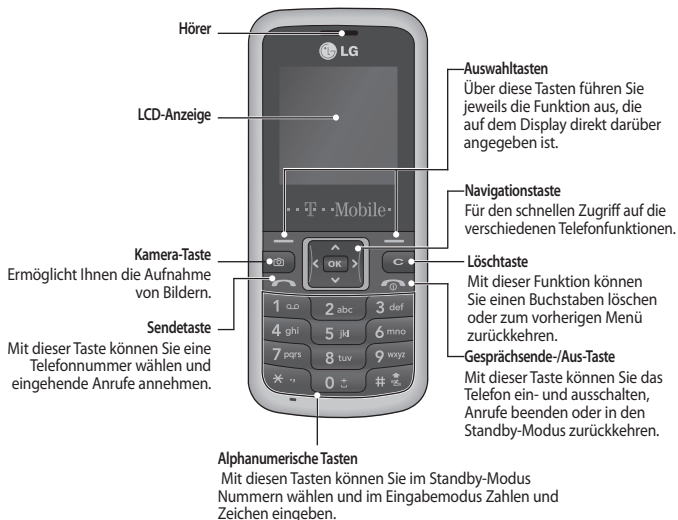 Hörer
LG
LCD-Anzeige
Auswahltasten
Über diese Tasten führen Sie
jeweils die Funktion aus, die
auf dem Display direkt darüber
angegeben ist.
··T··Mobile·
Navigationstaste
Für den schnellen Zugriff auf die
verschiedenen Telefonfunktionen.
Kamera-Taste
Ermöglicht Ihnen die Aufnahme
von Bildern.
OK
C
Löschtaste
Mit dieser Funktion können
Sie einen Buchstaben löschen
oder zum vorherigen Menü
zurückkehren.
Sendetaste
Mit dieser Taste können Sie eine
Telefonnummer wählen und
eingehende Anrufe annehmen.
1 2 abc 3 def
4 ghi 5 jkl 6 mno
7 pqrs 8 tuv 9 wxyz
* 0 #
Gesprächsende-/Aus-Taste
Mit dieser Taste können Sie das
Telefon ein- und ausschalten,
Anrufe beenden oder in den
Standby-Modus zurückkehren.
Alphanumerische Tasten
Mit diesen Tasten können Sie im Standby-Modus
Nummern wählen und im Eingabemodus Zahlen und
Zeichen eingeben.